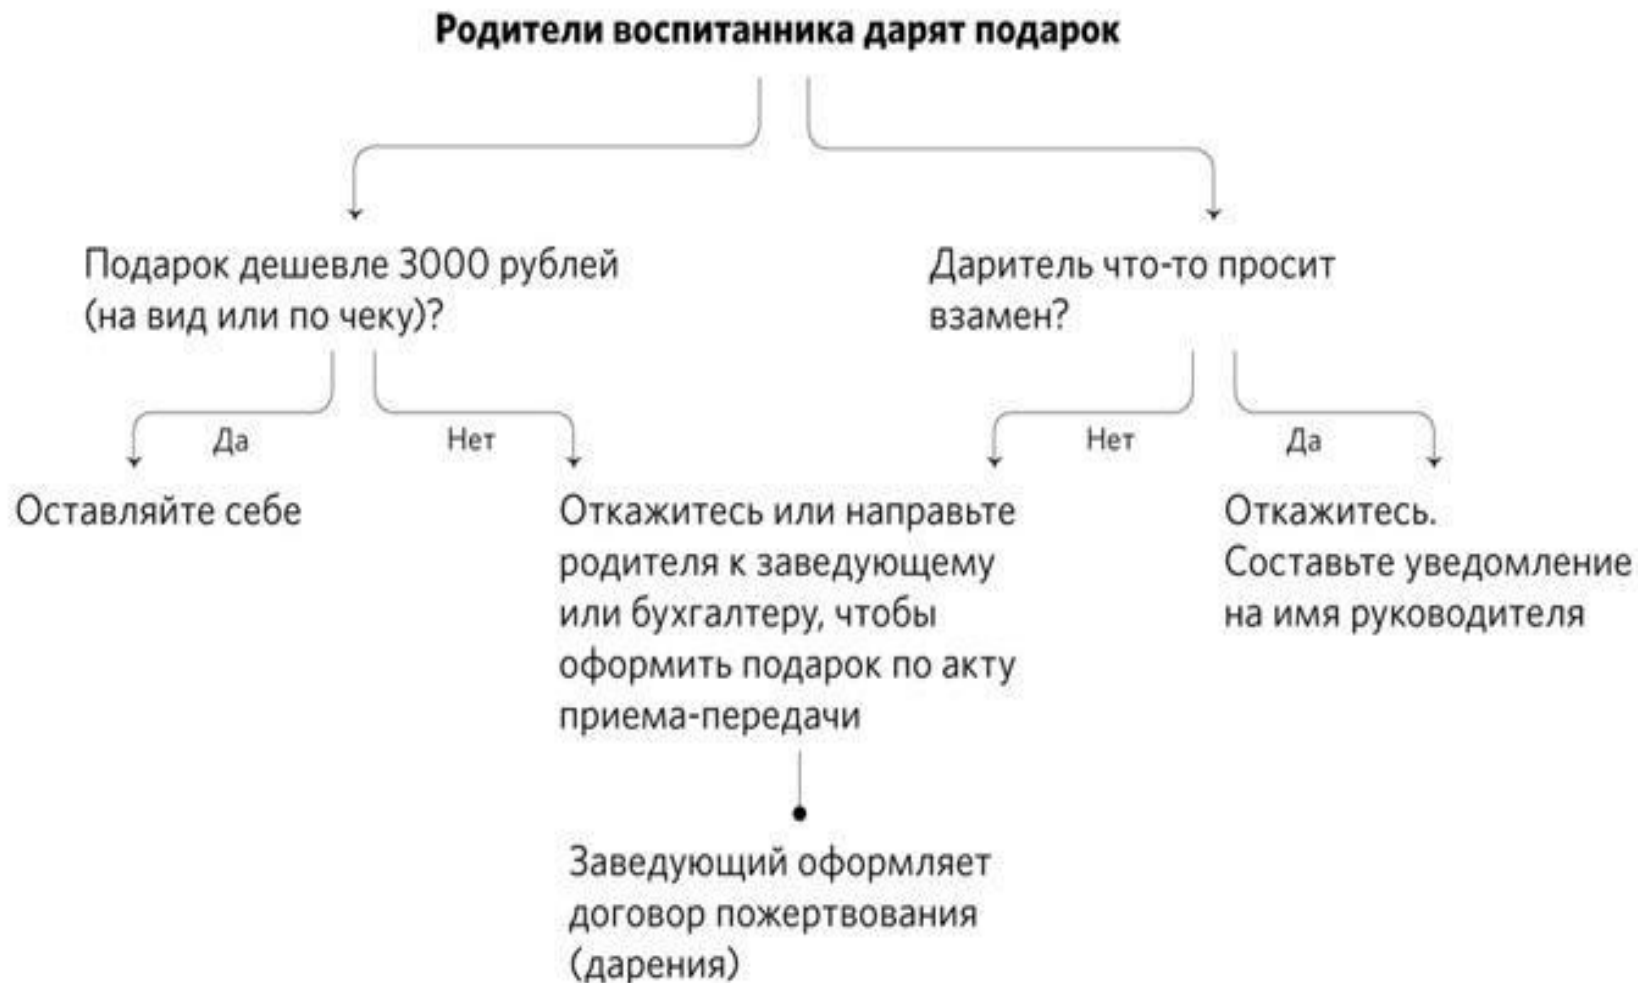 Родители воспитанника дарят подарок
Подарок дешевле 3000 рублей
(на вид или по чеку)?
Даритель что-то просит
взамен?
Да
Нет
Нет
Да
Оставляйте себе
Откажитесь или направьте
родителя к заведующему
или бухгалтеру, чтобы
оформить подарок по акту
приема-передачи
Откажитесь.
Составьте уведомление
на имя руководителя
Заведующий оформляет
договор пожертвования
(дарения)